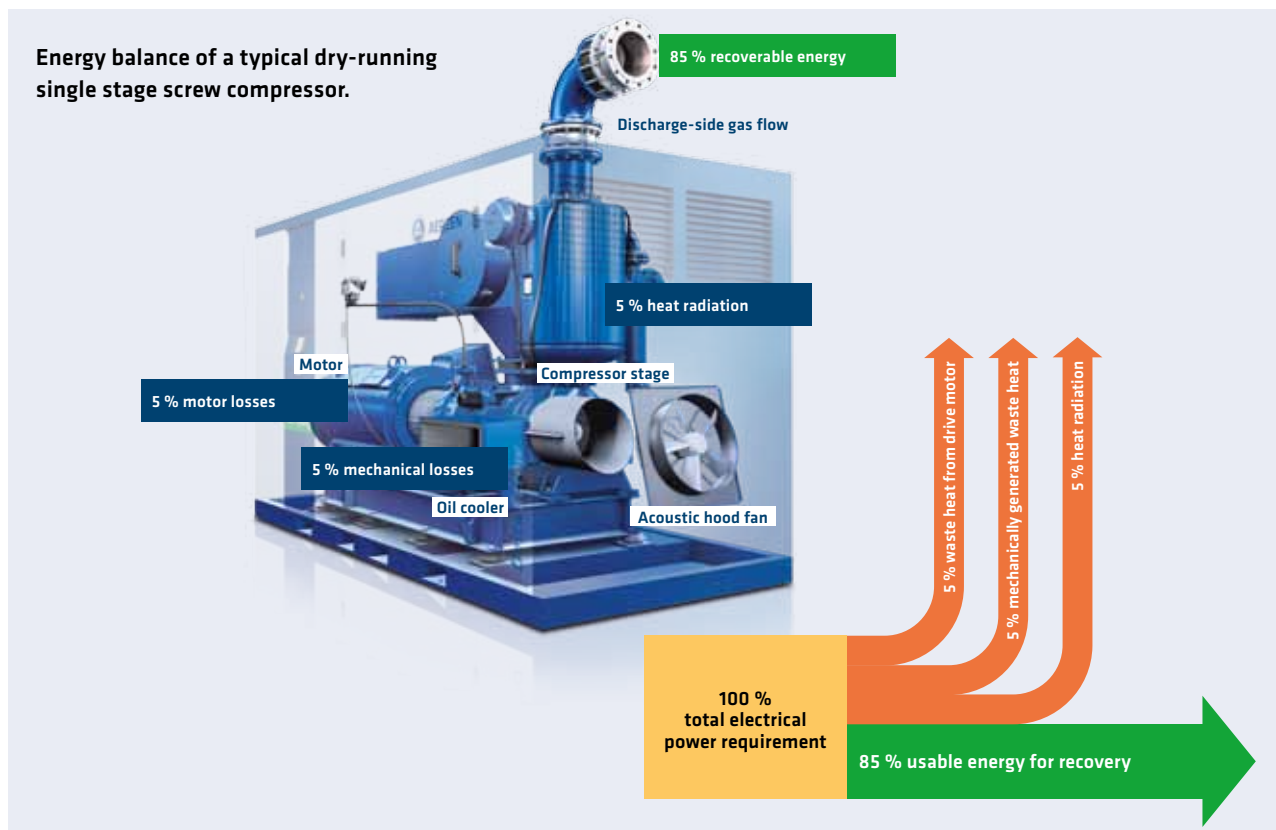 Energy balance of a typical dry-running
single stage screw compressor.
85 % recoverable energy
Discharge-side gas flow
5 % heat radiation
Motor
Compressor stage
5 % motor losses
5 % mechanical losses
Oil cooler
Acoustic hood fan
5 % waste heat from drive motor
5 % mechanically generated waste heat
5 % heat radiation
100 %
total electrical
power requirement
85 % usable energy for recovery